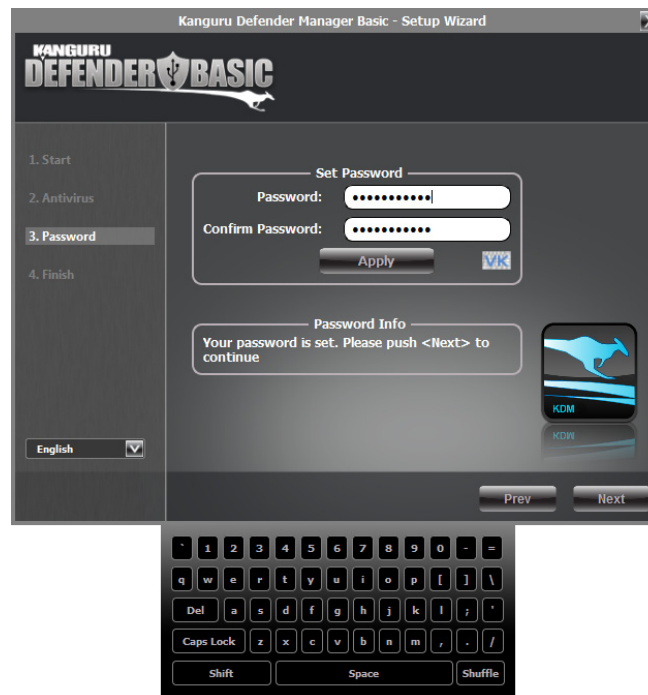 Kanguru Defender Manager Basic - Setup Wizard
KANGURU
DEFENDER BASIC
1. Start
2. Antivirus
3. Password
4. Finish
Set Password
Password:
Confirm Password:
Apply
VK
Password Info
Your password is set. Please push <Next> to
continue
KDM
English
Prev Next
` 1 2 3 4 5 6 7 8 9 0 - =
q w e r t y u i o p [ ] \
Del a s d f g h j k l ; '
Caps Lock z x c v b n m , . /
Shift Space Shuffle